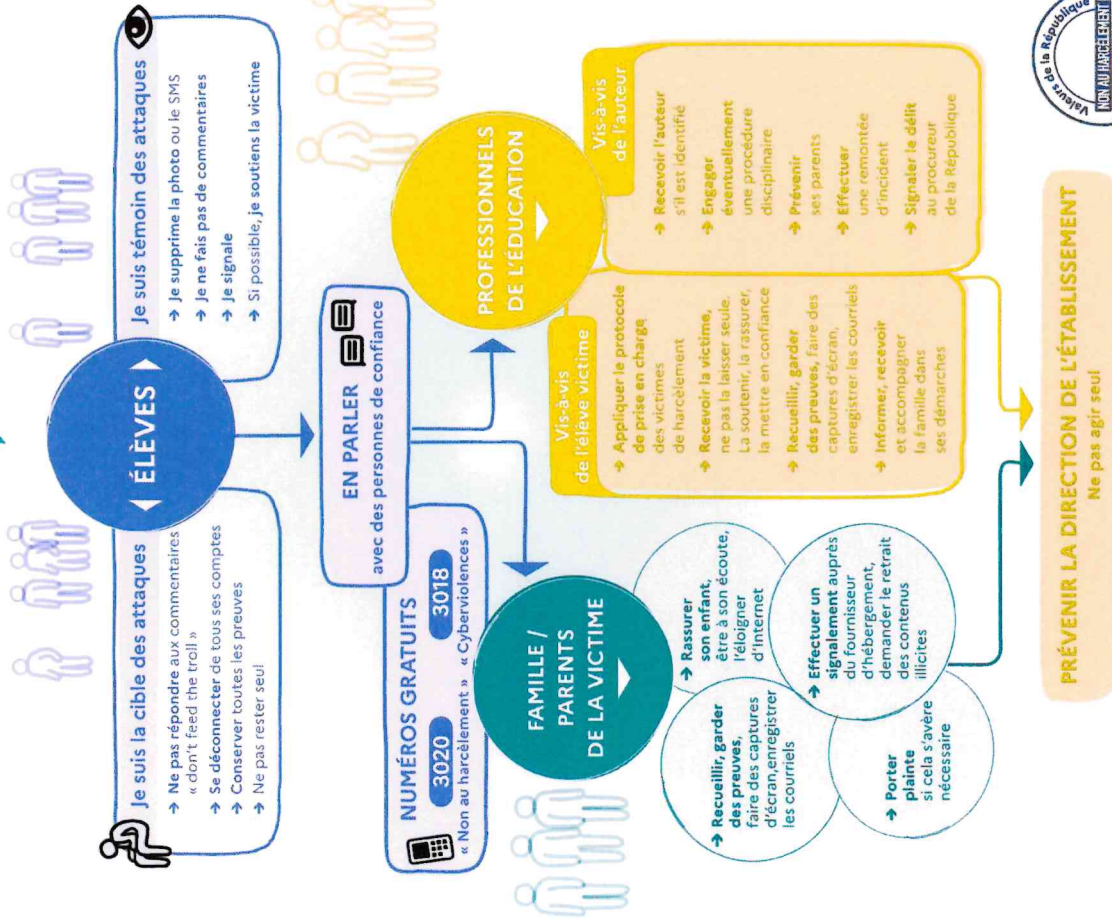 ÉLÈVES
Je suis la cible des attaques
→ Ne pas répondre aux commentaires
« don't feed the troll »
→ Se déconnecter de tous ses comptes
→ Conserver toutes les preuves
→ Ne pas rester seul
Je suis témoin des attaques
→ Je supprime la photo ou le SMS
→ Je ne fais pas de commentaires
→ Je signale
→ Si possible, je soutiens la victime
EN PARLER
avec des personnes de confiance
NUMÉROS GRATUITS
3020 3018
« Non au harcèlement » « Cyberviolences »
FAMILLE /
PARENTS
DE LA VICTIME
→ Rassurer
son enfant,
être à son écoute,
l'éloigner
d'Internet
→ Recueillir, garder
des preuves,
faire des captures
d'écran,enregistrer
les courriels
→ Effectuer un
signalement auprès
du fournisseur
d'hébergement,
demander le retrait
des contenus
illicites
→ Porter
plainte
si cela s'avère
nécessaire
PROFESSIONNELS
DE L'ÉDUCATION
Vis-à-vis
de l'élève victime
→ Appliquer le protocole
de prise en charge
des victimes
de harcèlement
→ Recevoir la victime,
ne pas la laisser seule.
La soutenir, la rassurer,
la mettre en confiance
→ Recueillir, garder
des preuves, faire des
captures d'écran,
enregistrer les courriels
→ Informer, recevoir
et accompagner
la famille dans
ses démarches
Vis-à-vis
de l'auteur
→ Recevoir l'auteur
s'il est identifié
→ Engager
éventuellement
une procédure
disciplinaire
→ Prévenir
ses parents
→ Effectuer
une remontée
d'incident
→ Signaler le délit
au procureur
de la République
PRÉVENIR LA DIRECTION DE L'ÉTABLISSEMENT
Ne pas agir seul
Valeurs de la République
NON AU HARCÈLEMENT